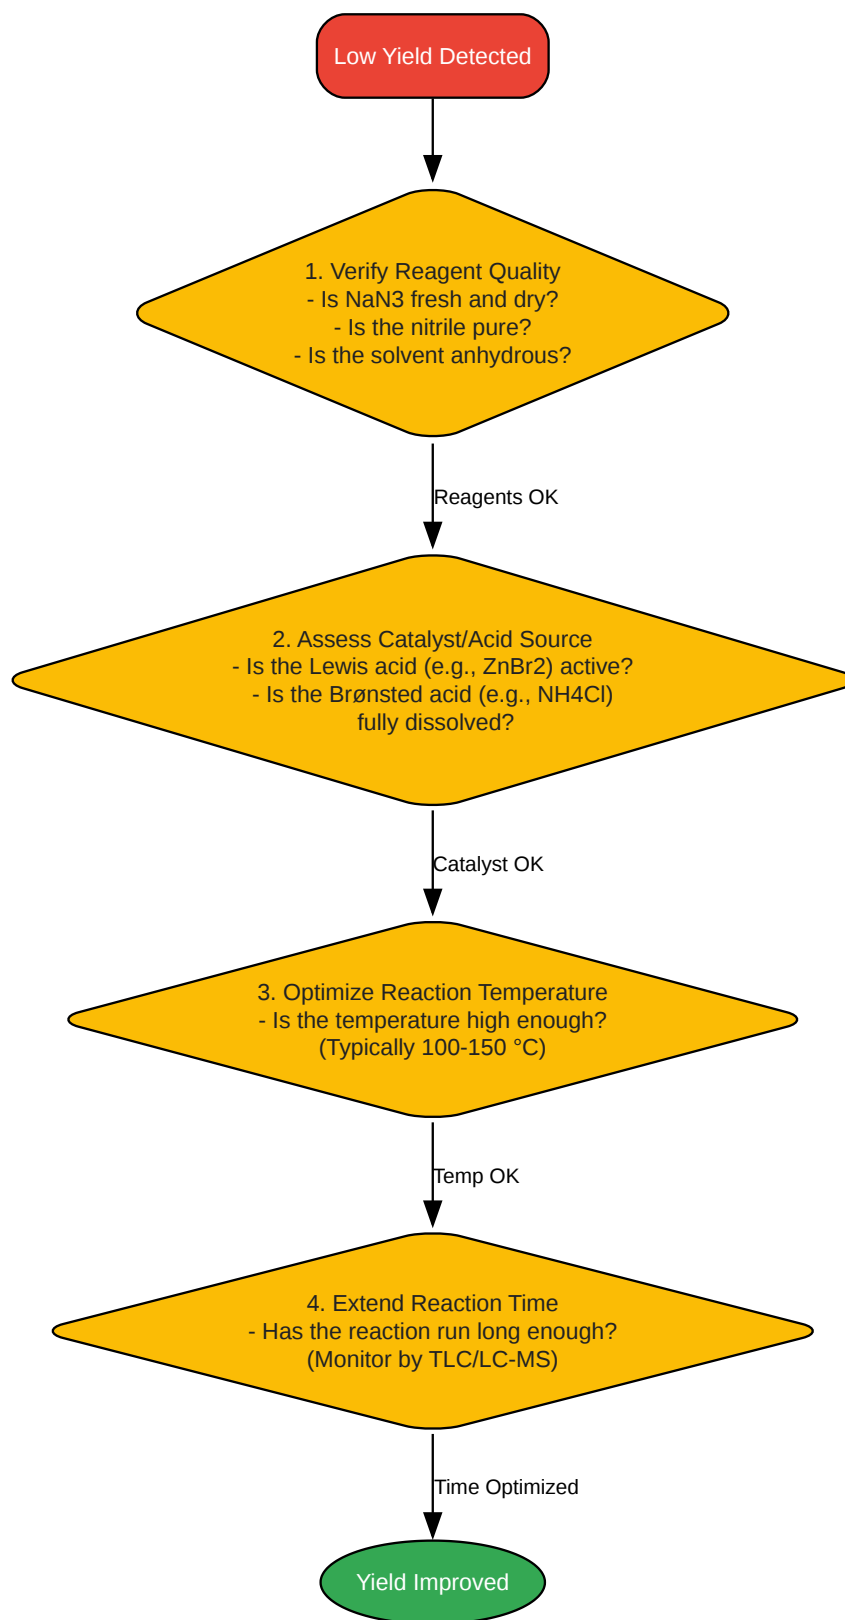 Low Yield Detected
1. Verify Reagent Quality
- Is NaN3 fresh and dry?
- Is the nitrile pure?
- Is the solvent anhydrous?
Reagents OK
2. Assess Catalyst/Acid Source
- Is the Lewis acid (e.g., ZnBr2) active?
- Is the Brønsted acid (e.g., NH4Cl)
fully dissolved?
Catalyst OK
3. Optimize Reaction Temperature
- Is the temperature high enough?
(Typically 100-150 °C)
Temp OK
4. Extend Reaction Time
- Has the reaction run long enough?
(Monitor by TLC/LC-MS)
Time Optimized
Yield Improved